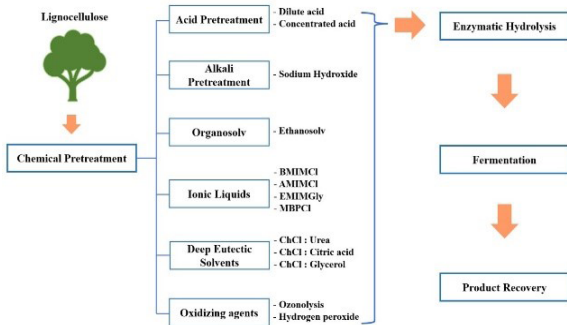 Lignocellulose
Chemical Pretreatment
Acid Pretreatment
- Dilute acid
- Concentrated acid
Alkali
Pretreatment
- Sodium Hydroxide
Organosolv
- Ethanosolv
Ionic Liquids
- BMIMCl
- AMIMCl
- EMIMGly
- MBPCl
Deep Eutectic
Solvents
- ChCl : Urea
- ChCl : Citric acid
- ChCl : Glycerol
Oxidizing agents
- Ozonolysis
- Hydrogen peroxide
Enzymatic Hydrolysis
Fermentation
Product Recovery